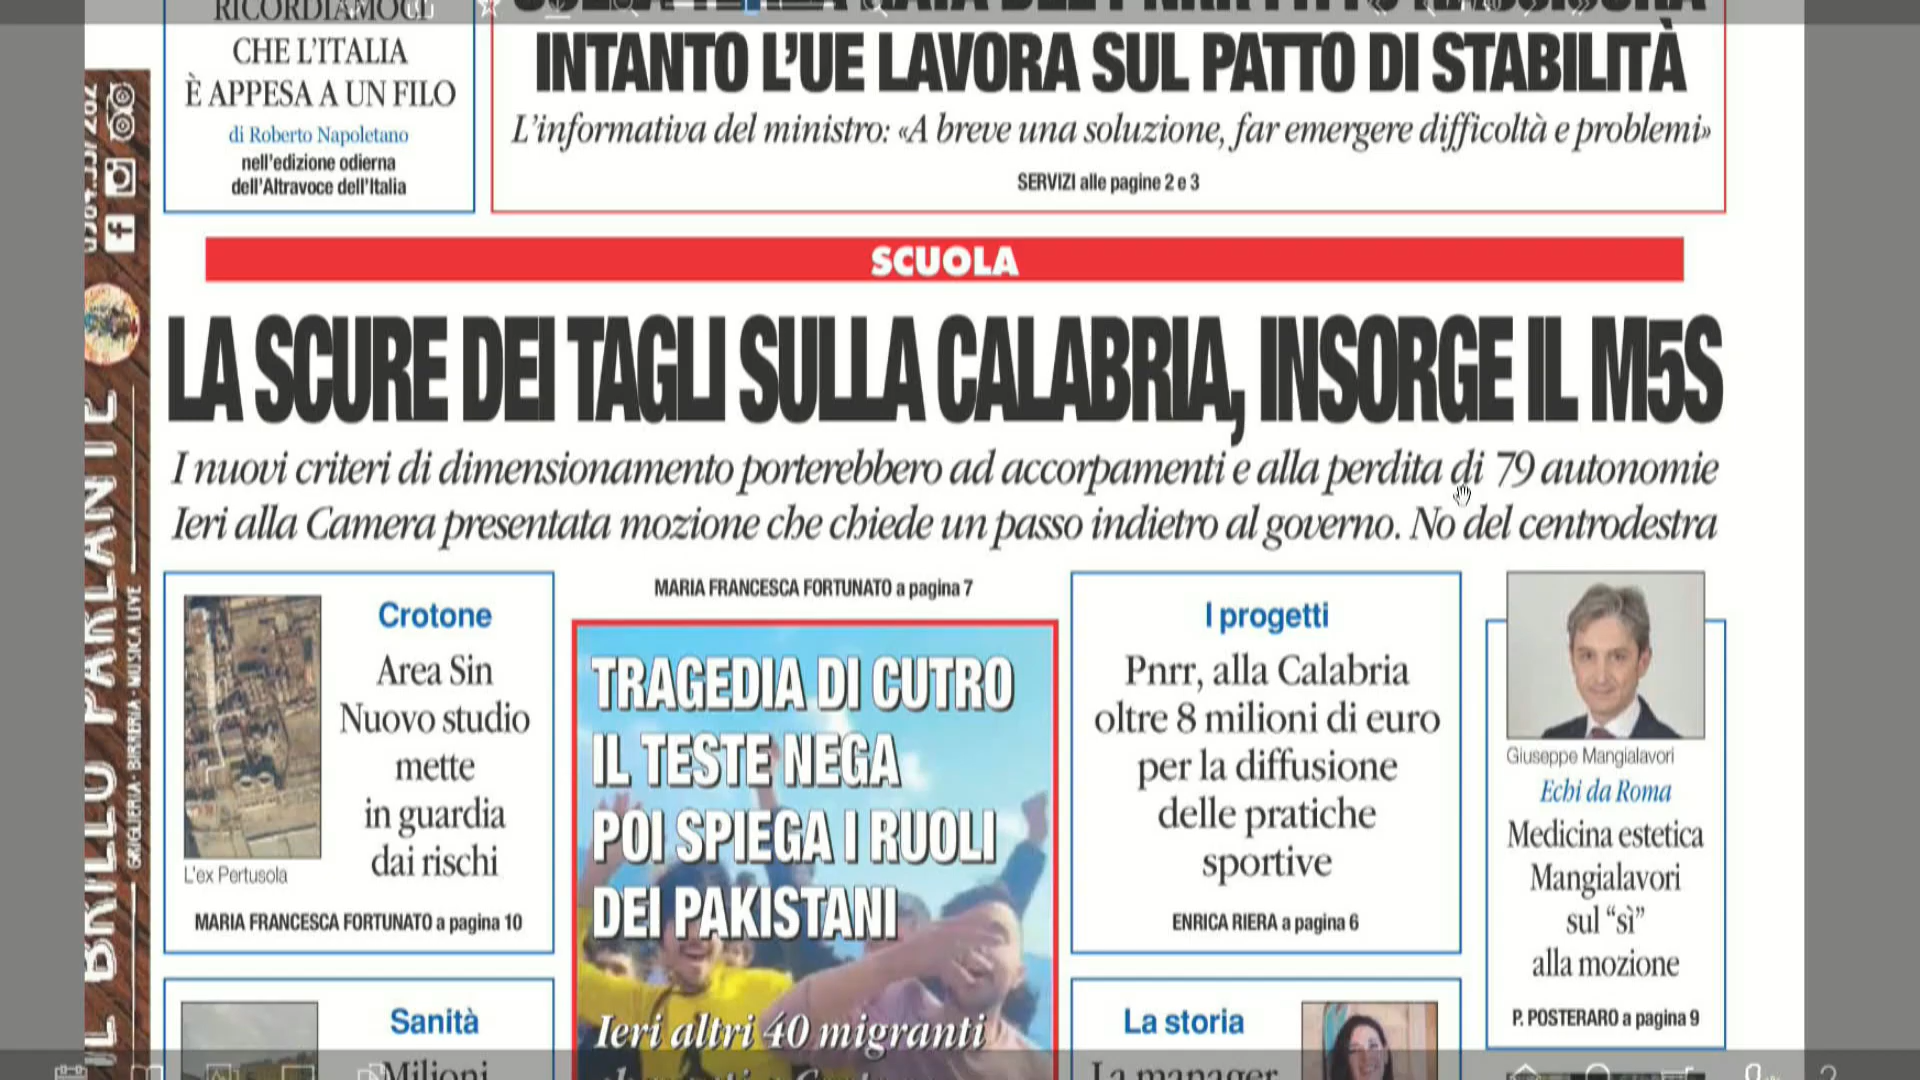 RICORDIAMOCI
CHE L'ITALIA
È APPESA A UN FILO
di Roberto Napoletano
nell'edizione odierna
dell'Altravoce dell'Italia
INTANTO L'UE LAVORA SUL PATTO DI STABILITÀ
L'informativa del ministro: «A breve una soluzione, far emergere difficoltà e problemi»
SERVIZI alle pagine 2 e 3
SCUOLA
LA SCURE DEI TAGLI SULLA CALABRIA, INSORGE IL M5S
I nuovi criteri di dimensionamento porterebbero ad accorpamenti e alla perdita di 79 autonomie
Ieri alla Camera presentata mozione che chiede un passo indietro al governo. No del centrodestra
MARIA FRANCESCA FORTUNATO a pagina 7
Crotone
Area Sin
Nuovo studio
mette
in guardia
dai rischi
L'ex Pertusola
MARIA FRANCESCA FORTUNATO a pagina 10
TRAGEDIA DI CUTRO
IL TESTE NEGA
POI SPIEGA I RUOLI
DEI PAKISTANI
Ieri altri 40 migranti
I progetti
Pnrr, alla Calabria
oltre 8 milioni di euro
per la diffusione
delle pratiche
sportive
ENRICA RIERA a pagina 6
Giuseppe Mangialavori
Echi da Roma
Medicina estetica
Mangialavori
sul “sì”
alla mozione
P. POSTERARO a pagina 9
Sanità
Milioni
La storia
La manager
IL BRILLO PARLANTE
GRIGLIERIA - BIRRERIA - MUSICA LIVE